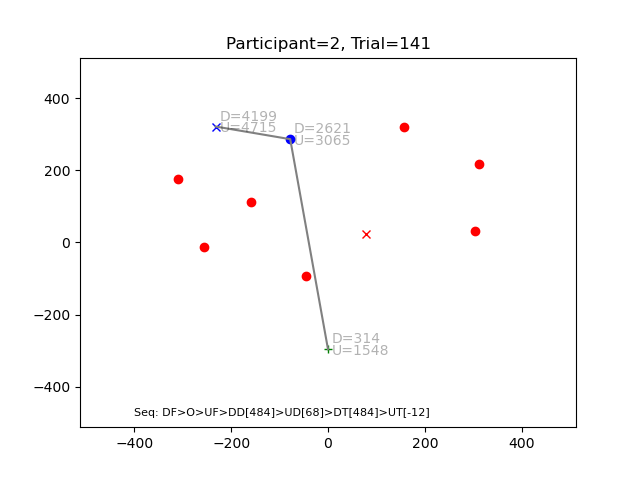 Participant=2, Trial=141
D=4199
U=4715
D=2621
U=3065
D=314
U=1548
Seq: DF>O>UF>DD[484]>UD[68]>DT[484]>UT[-12]
400
200
0
−200
−400
−400
−200
0
200
400